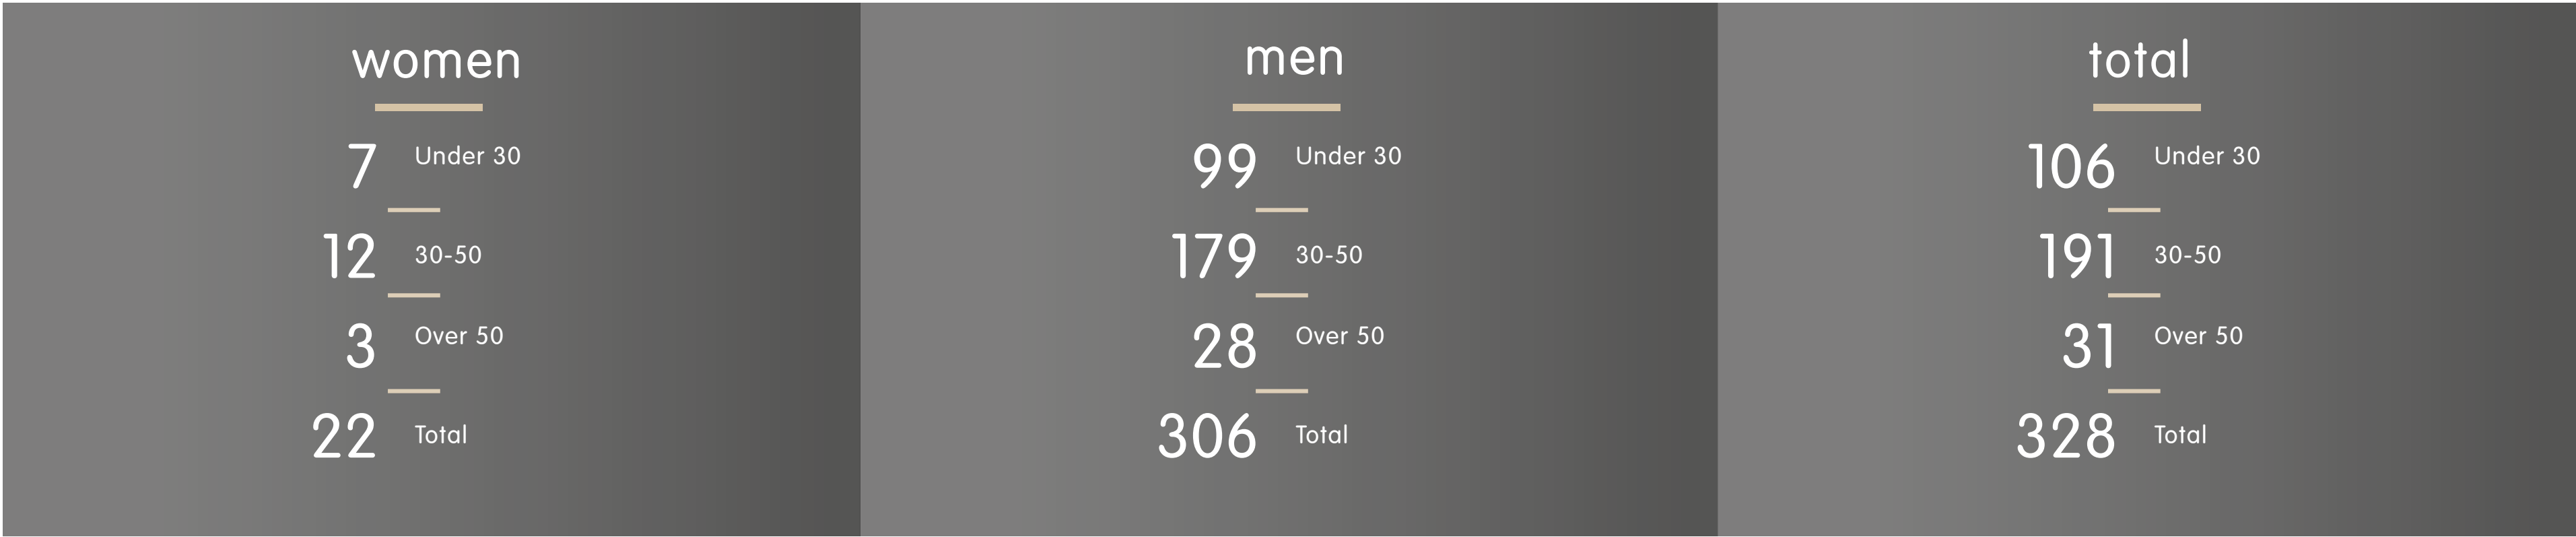 women
7 Under 30
12 30-50
3 Over 50
22 Total
men
99 Under 30
179 30-50
28 Over 50
306 Total
total
106 Under 30
191 30-50
31 Over 50
328 Total